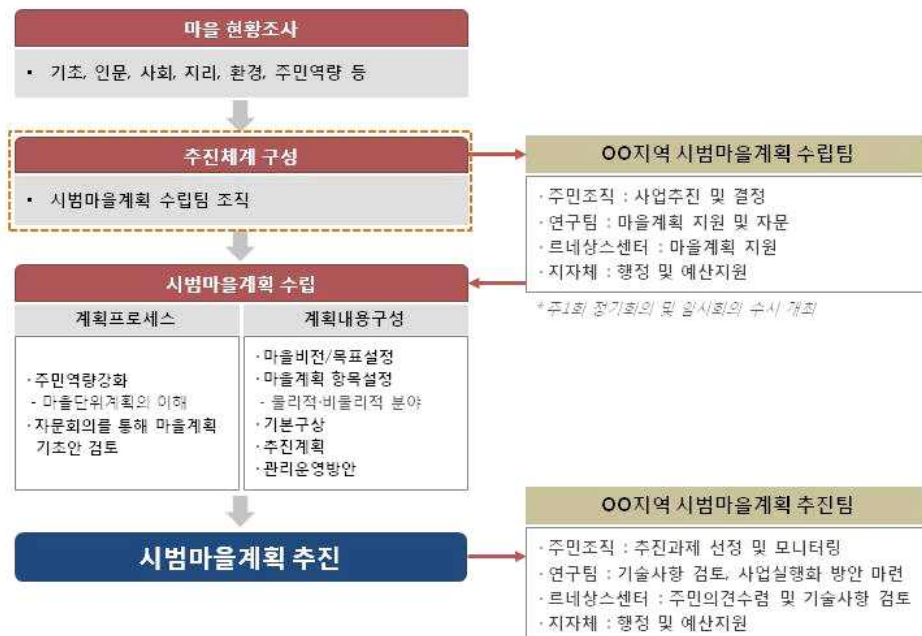 마을 현황조사
▪ 기초, 인문, 사회, 지리, 환경, 주민역량 등
추진체계 구성
▪ 시범마을계획 수립팀 조직
OO지역 시범마을계획 수립팀
· 주민조직 : 사업추진 및 결정
· 연구팀 : 마을계획 지원 및 자문
· 르네상스센터 : 마을계획 지원
· 지자체 : 행정 및 예산지원
* 주1회 정기회의 및 임시회의 수시 개최
시범마을계획 수립
계획프로세스
· 주민역량강화
- 마을단위계획의 이해
· 자문회의를 통해 마을계획
기초안 검토
계획내용구성
· 마을비전/목표설정
· 마을계획 항목설정
- 물리적·비물리적 분야
· 기본구상
· 추진계획
· 관리운영방안
시범마을계획 추진
OO지역 시범마을계획 추진팀
· 주민조직 : 추진과제 선정 및 모니터링
· 연구팀 : 기술사항 검토, 사업실행화 방안 마련
· 르네상스센터 : 주민의견수렴 및 기술사항 검토
· 지자체 : 행정 및 예산지원